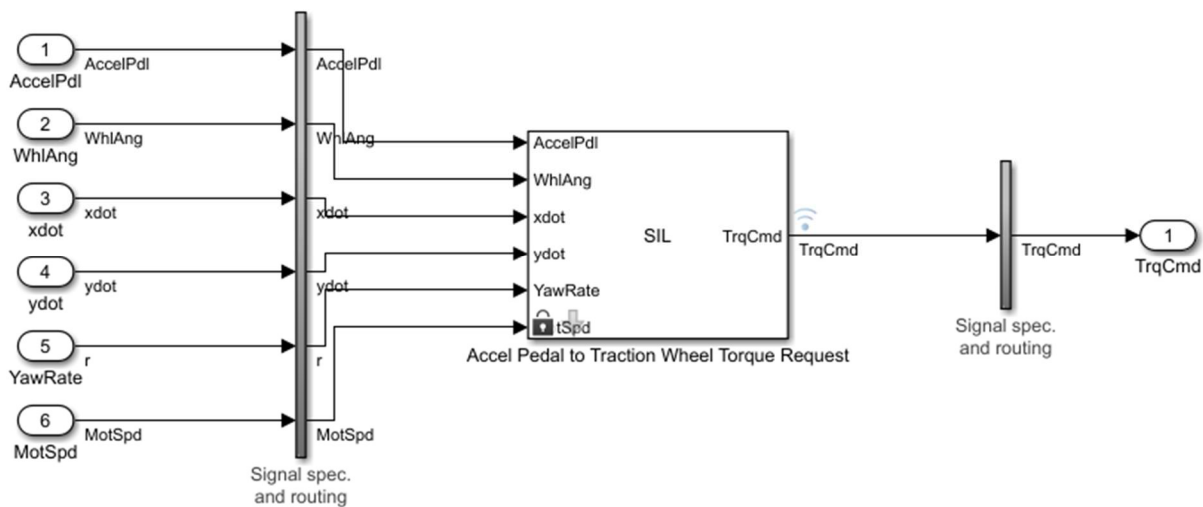 1
AccelPdl
AccelPdl
AccelPdl
2
WhlAng
WhlAng
WhlAng
3
xdot
xdot
xdot
4
ydot
ydot
ydot
5
YawRate
r
r
6
MotSpd
MotSpd
MotSpd
Signal spec.
and routing
AccelPdl
WhlAng
xdot
ydot
YawRate
tSpd
SIL
TrqCmd
Accel Pedal to Traction Wheel Torque Request
TrqCmd
TrqCmd
Signal spec.
and routing
1
TrqCmd